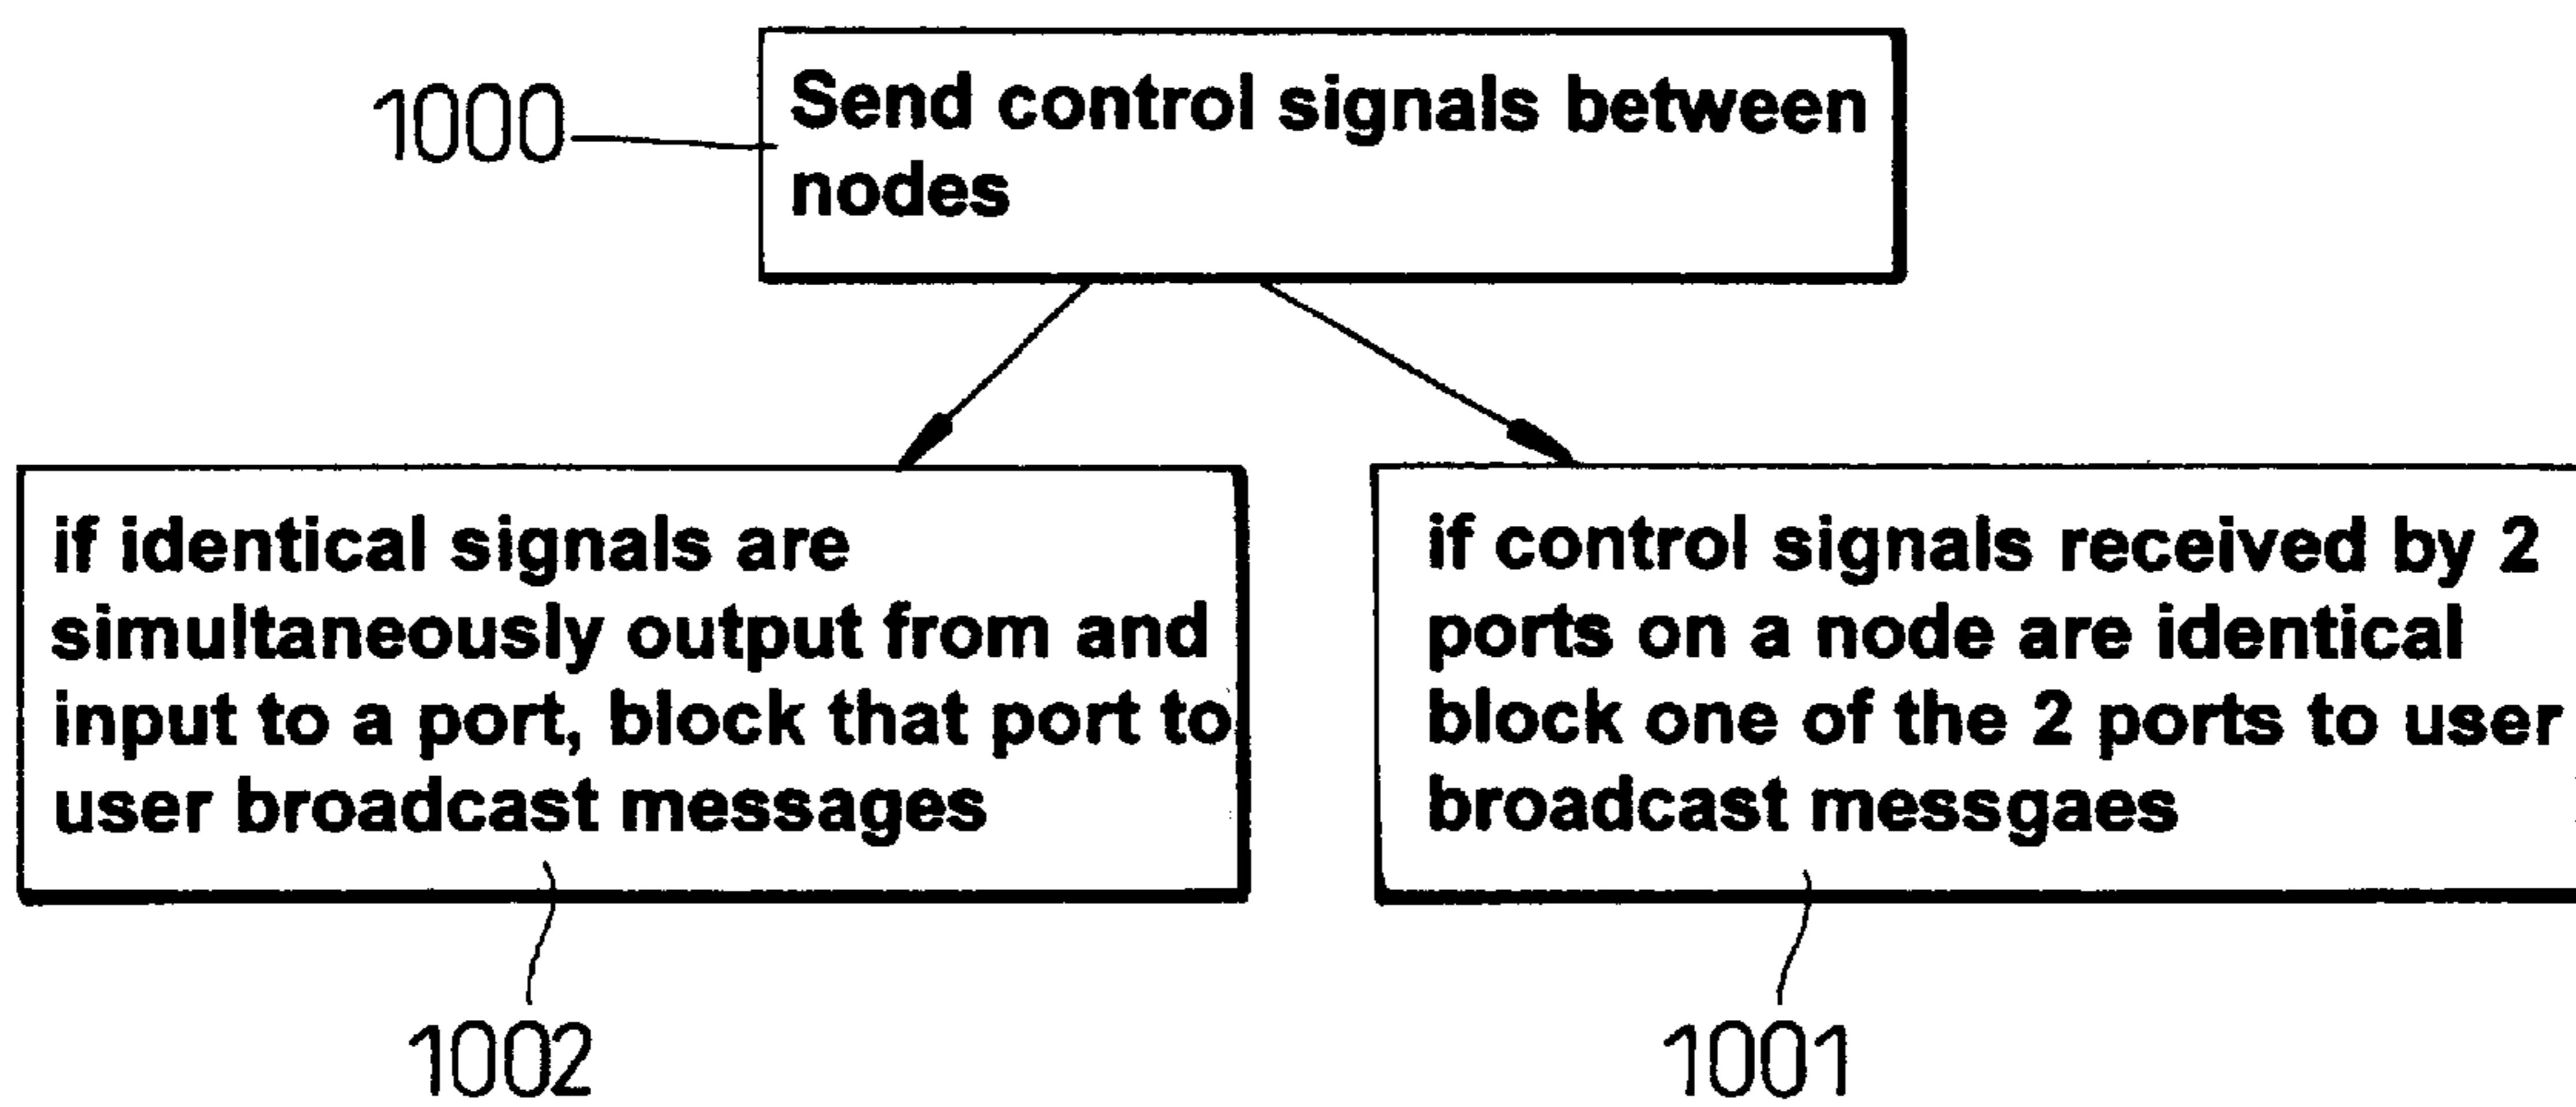 1000
Send control signals between
nodes
if identical signals are
simultaneously output from and
input to a port, block that port to
user broadcast messages
1002
if control signals received by 2
ports on a node are identical
block one of the 2 ports to user
broadcast messgaes
1001